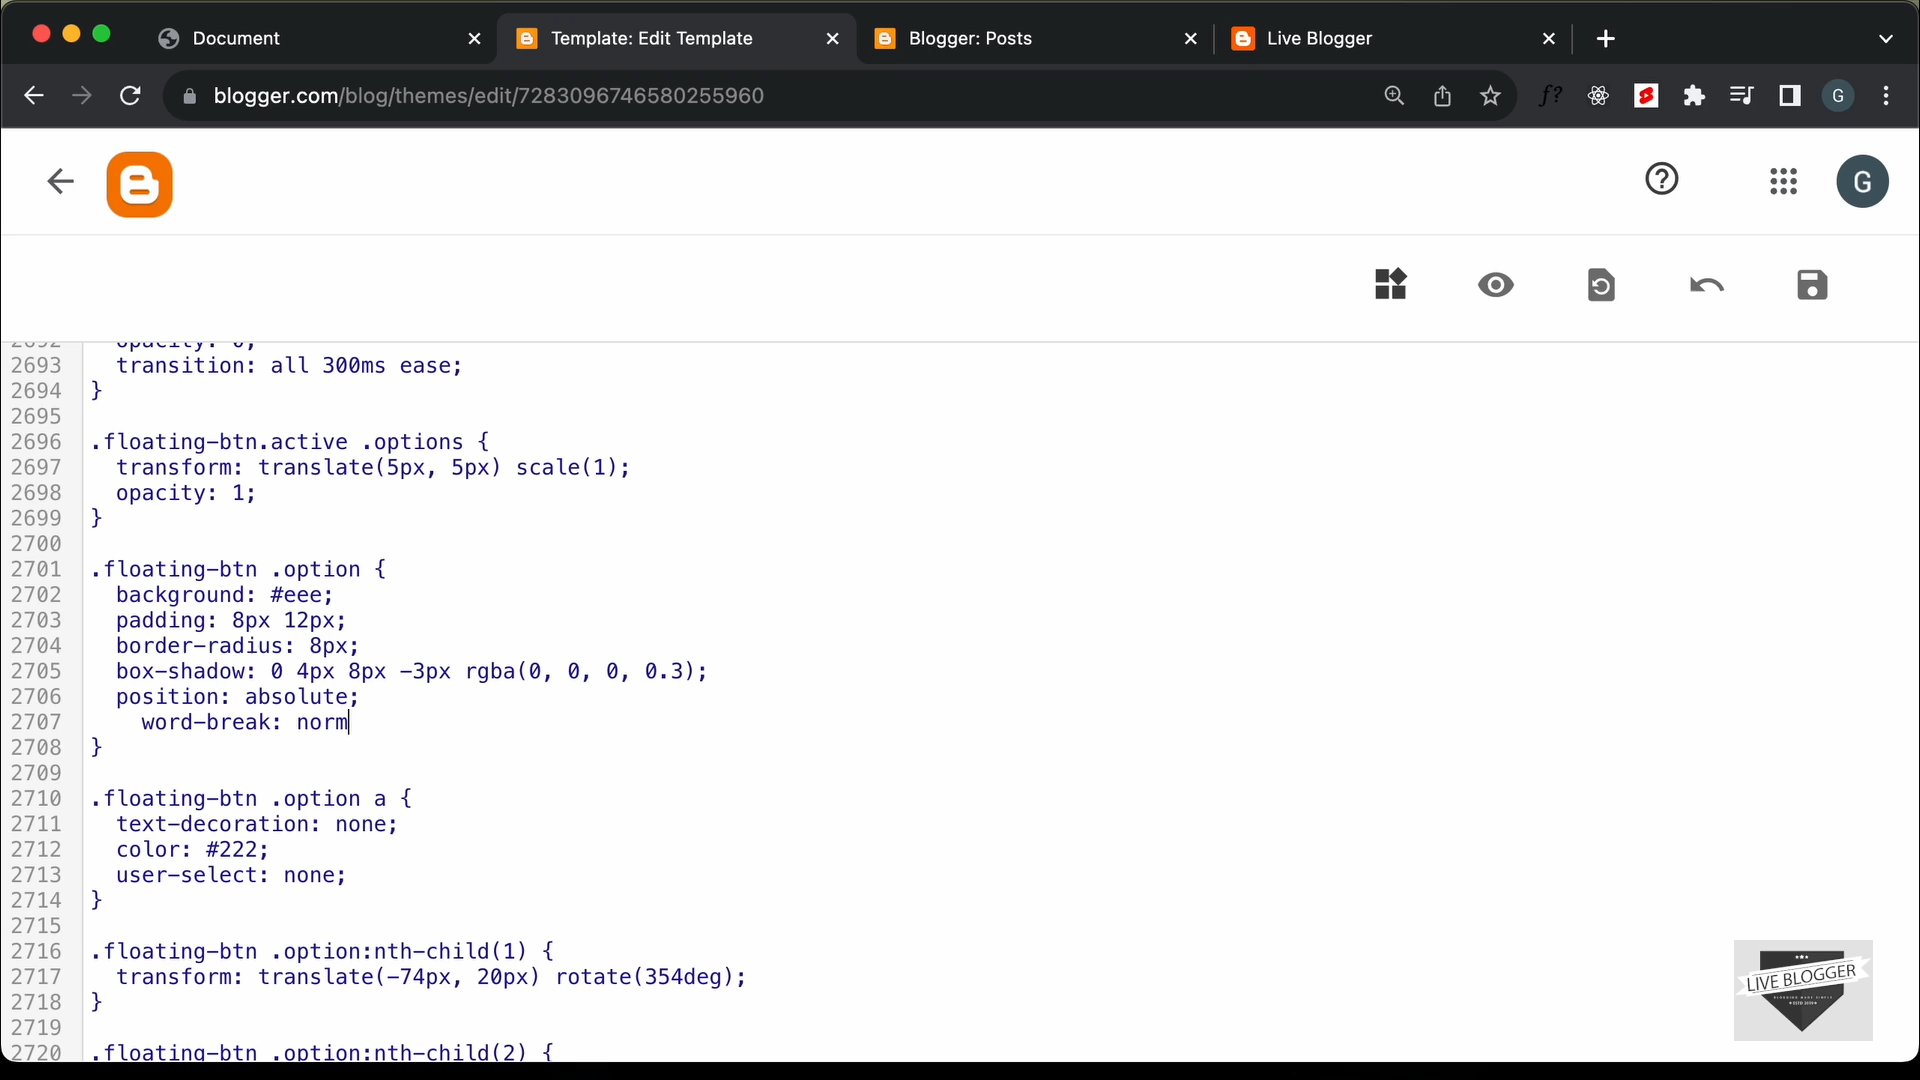 Document
Template: Edit Template
Blogger: Posts
Live Blogger
blogger.com/blog/themes/edit/7283096746580255960
f?
G
G
2692 opacity: 0;
2693 transition: all 300ms ease;
2694 }
2695
2696 .floating-btn.active .options {
2697 transform: translate(5px, 5px) scale(1);
2698 opacity: 1;
2699 }
2700
2701 .floating-btn .option {
2702 background: #eee;
2703 padding: 8px 12px;
2704 border-radius: 8px;
2705 box-shadow: 0 4px 8px -3px rgba(0, 0, 0, 0.3);
2706 position: absolute;
2707 word-break: norm
2708 }
2709
2710 .floating-btn .option a {
2711 text-decoration: none;
2712 color: #222;
2713 user-select: none;
2714 }
2715
2716 .floating-btn .option:nth-child(1) {
2717 transform: translate(-74px, 20px) rotate(354deg);
2718 }
2719
2720 .floating-btn .option:nth-child(2) {
LIVE BLOGGER